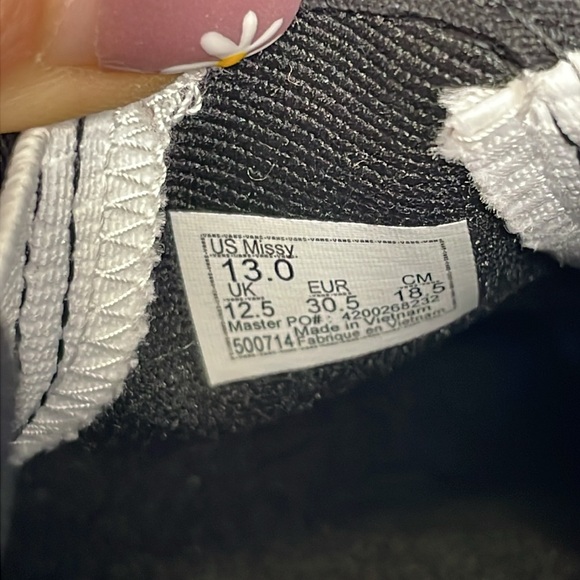 US Missy
13.0
UK EUR CM
12.5 30.5 18.5
Master PO# : 4200268232
Made in Vietnam
500714 Fabrique en Vietnam